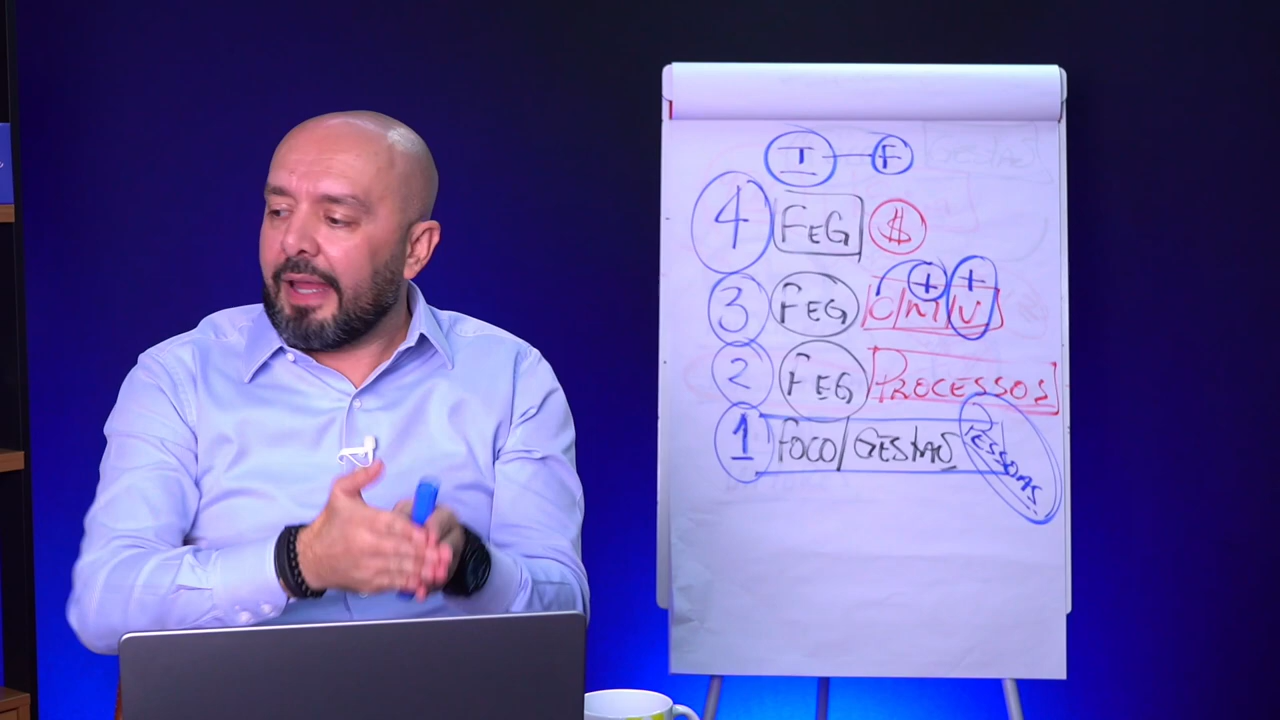 I F
4 FeG $
3 FEG C/M/V + +
2 FEG PROCESSOS
1 FOCO/GESTÃO PESSOAS